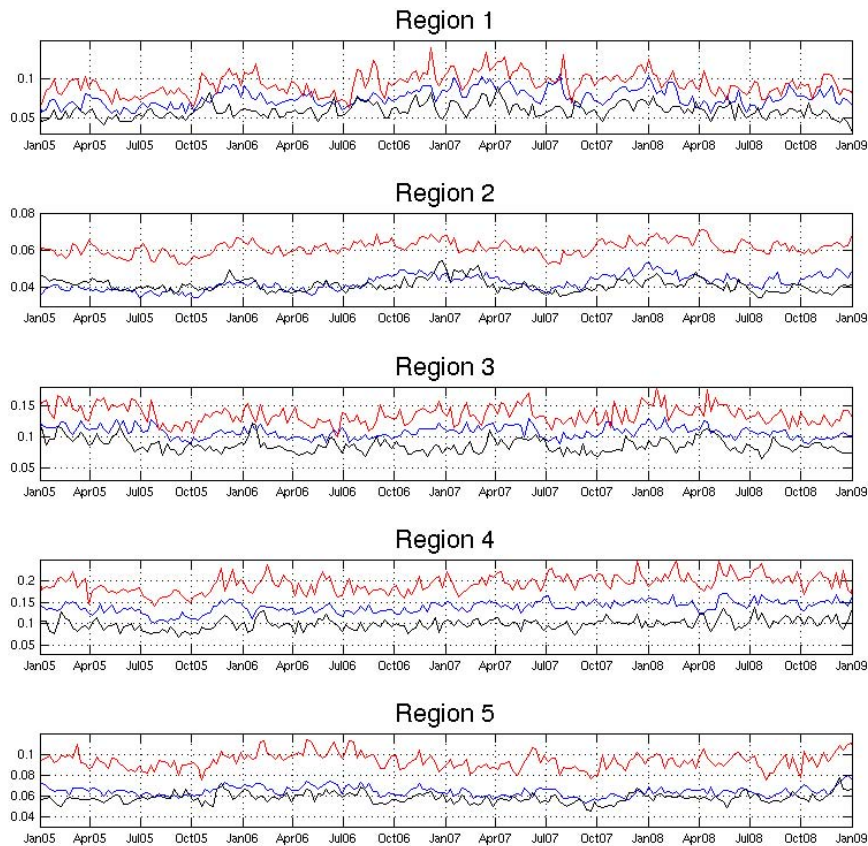 Region 1
0.1
0.05
Jan05 Apr05 Jul05 Oct05 Jan06 Apr06 Jul06 Oct06 Jan07 Apr07 Jul07 Oct07 Jan08 Apr08 Jul08 Oct08 Jan09
Region 2
0.08
0.06
0.04
Jan05 Apr05 Jul05 Oct05 Jan06 Apr06 Jul06 Oct06 Jan07 Apr07 Jul07 Oct07 Jan08 Apr08 Jul08 Oct08 Jan09
Region 3
0.15
0.1
0.05
Jan05 Apr05 Jul05 Oct05 Jan06 Apr06 Jul06 Oct06 Jan07 Apr07 Jul07 Oct07 Jan08 Apr08 Jul08 Oct08 Jan09
Region 4
0.2
0.15
0.1
0.05
Jan05 Apr05 Jul05 Oct05 Jan06 Apr06 Jul06 Oct06 Jan07 Apr07 Jul07 Oct07 Jan08 Apr08 Jul08 Oct08 Jan09
Region 5
0.1
0.08
0.06
0.04
Jan05 Apr05 Jul05 Oct05 Jan06 Apr06 Jul06 Oct06 Jan07 Apr07 Jul07 Oct07 Jan08 Apr08 Jul08 Oct08 Jan09